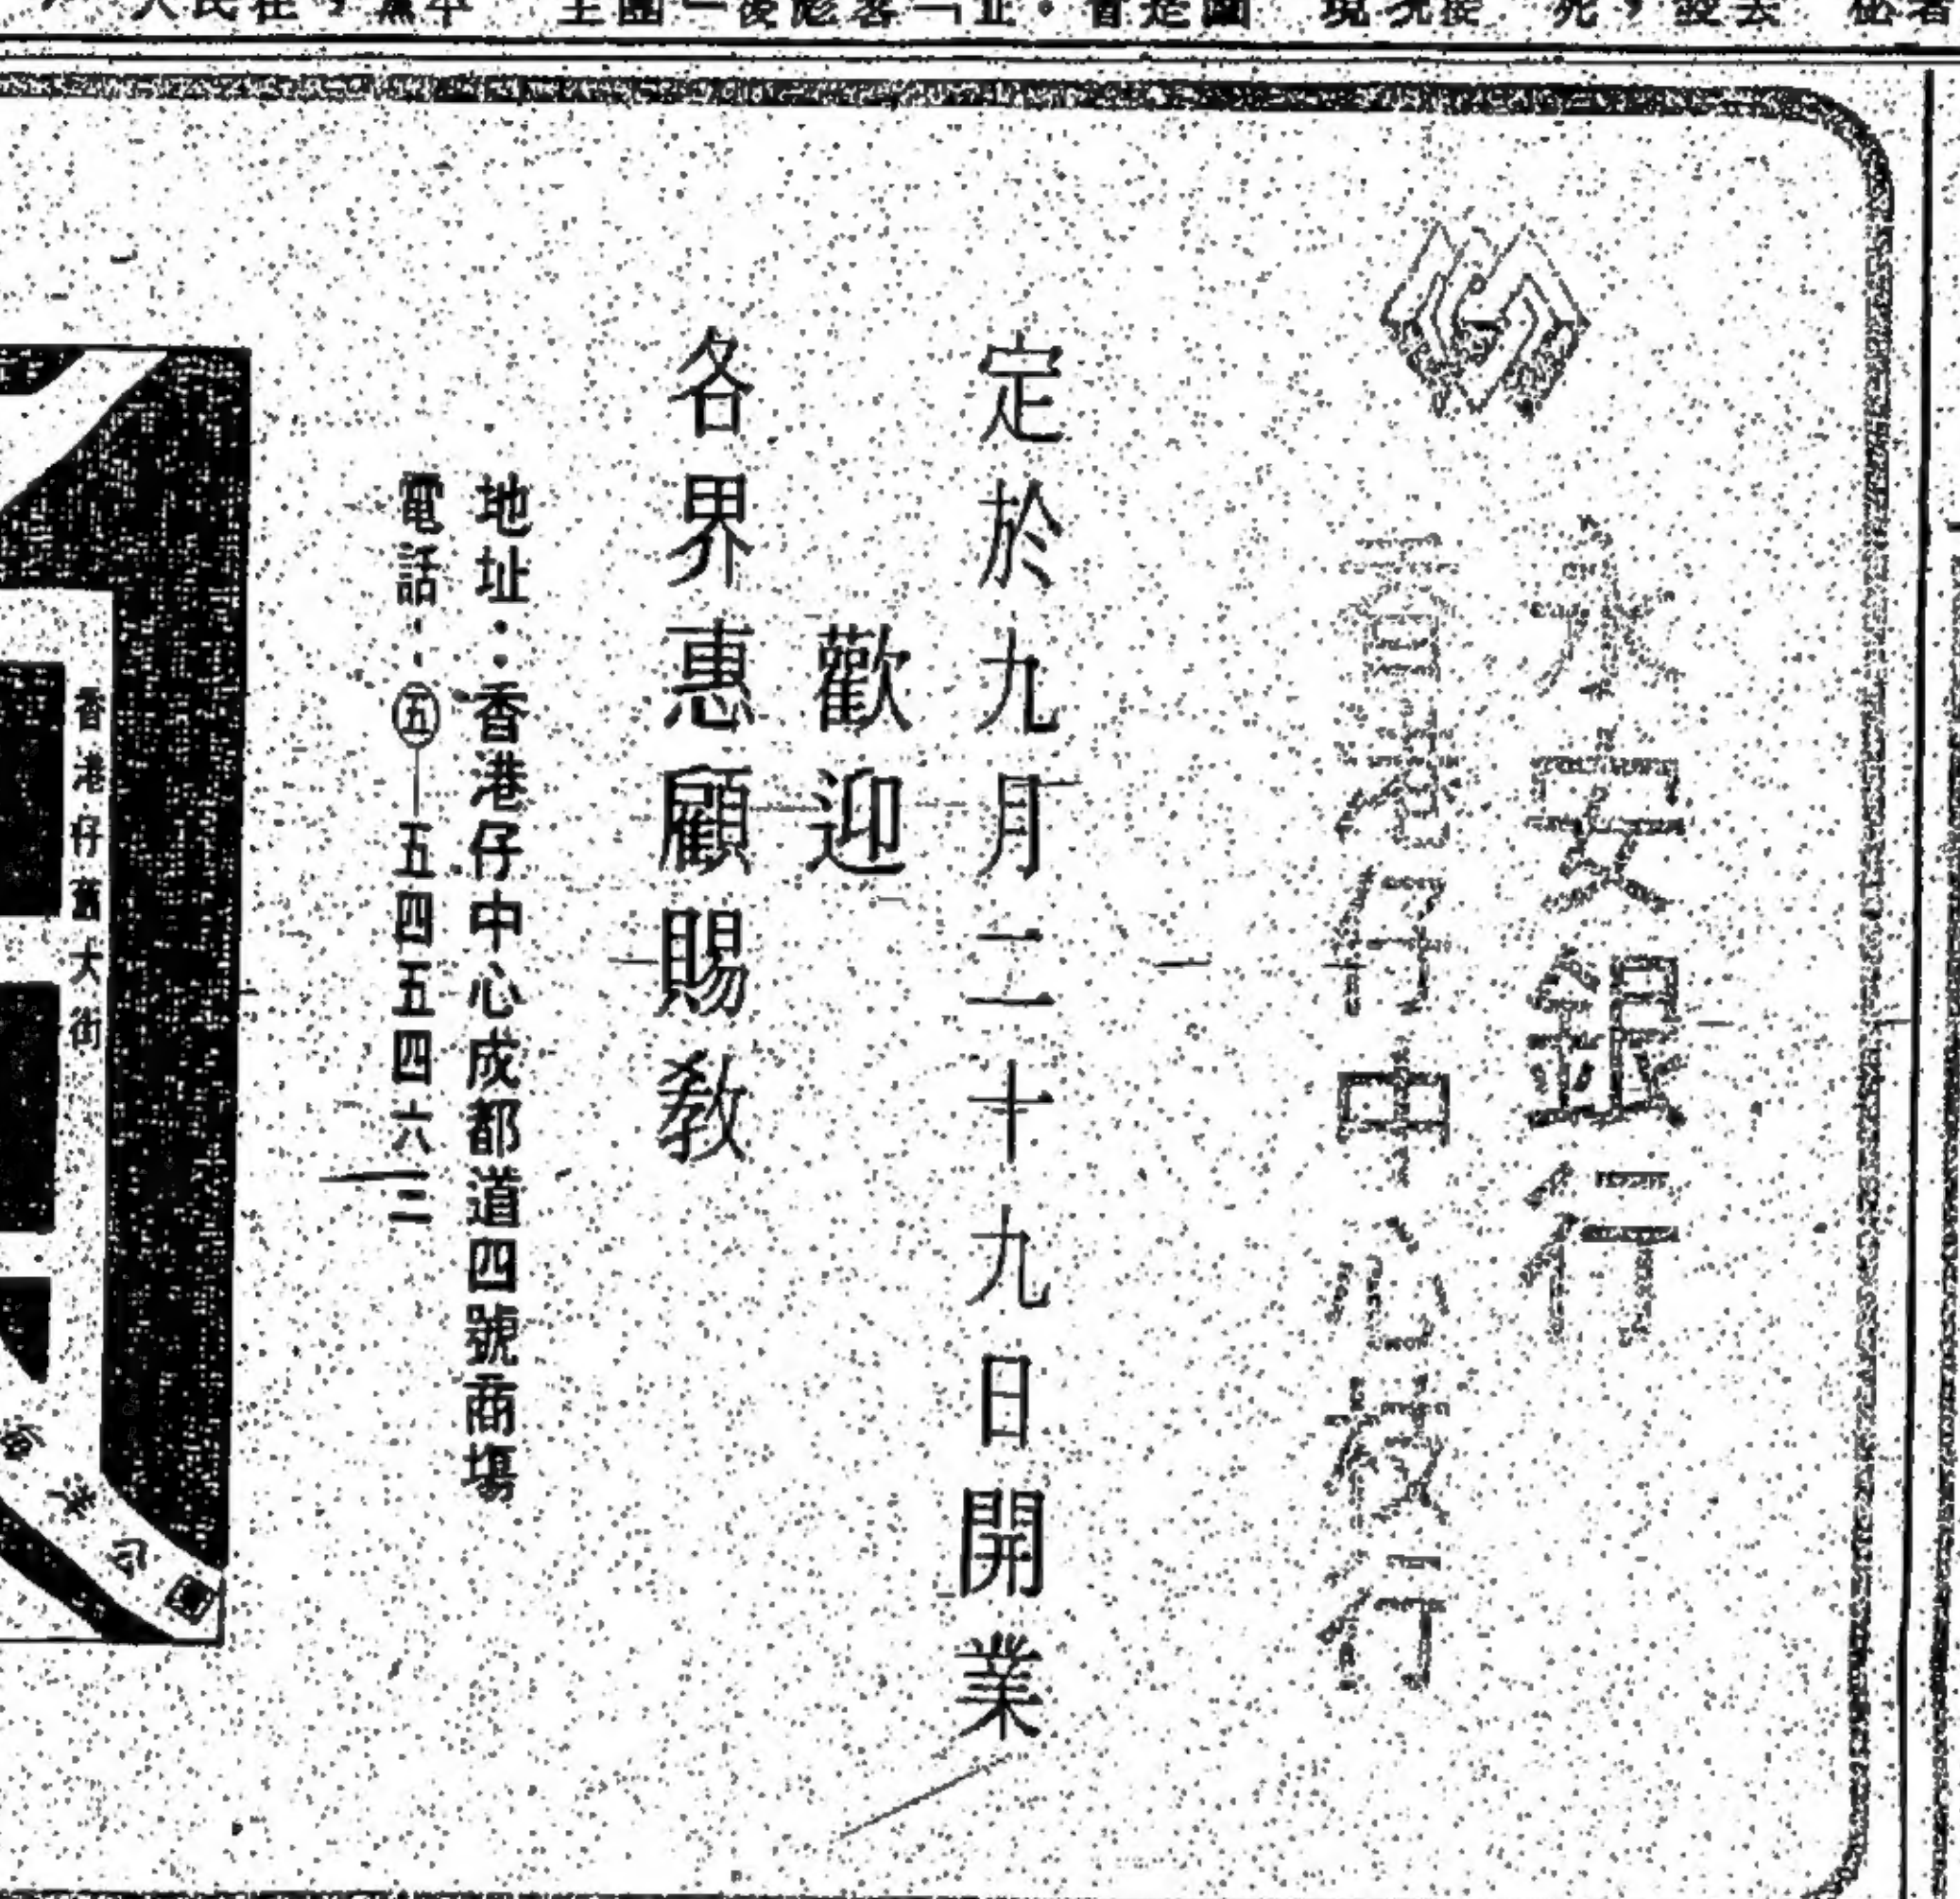 永安銀行
香港仔中心支行
定於九月二十九日開業
歡迎
各界惠顧賜教
地址：香港仔中心成都道四號商場
電話：㊄—五四五四六二
香港仔舊大街